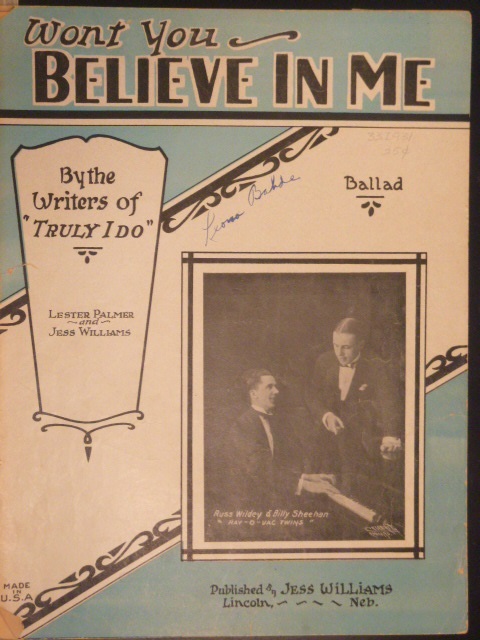 Wont You
BELIEVE IN ME
By the
Writers of
"TRULY I DO"
LESTER PALMER
and
JESS WILLIAMS
Ballad
Russ Wildey & Billy Sheehan
"RAY-O-VAC TWINS"
MADE
IN
U.S.A
Published By JESS WILLIAMS
Lincoln, Neb.